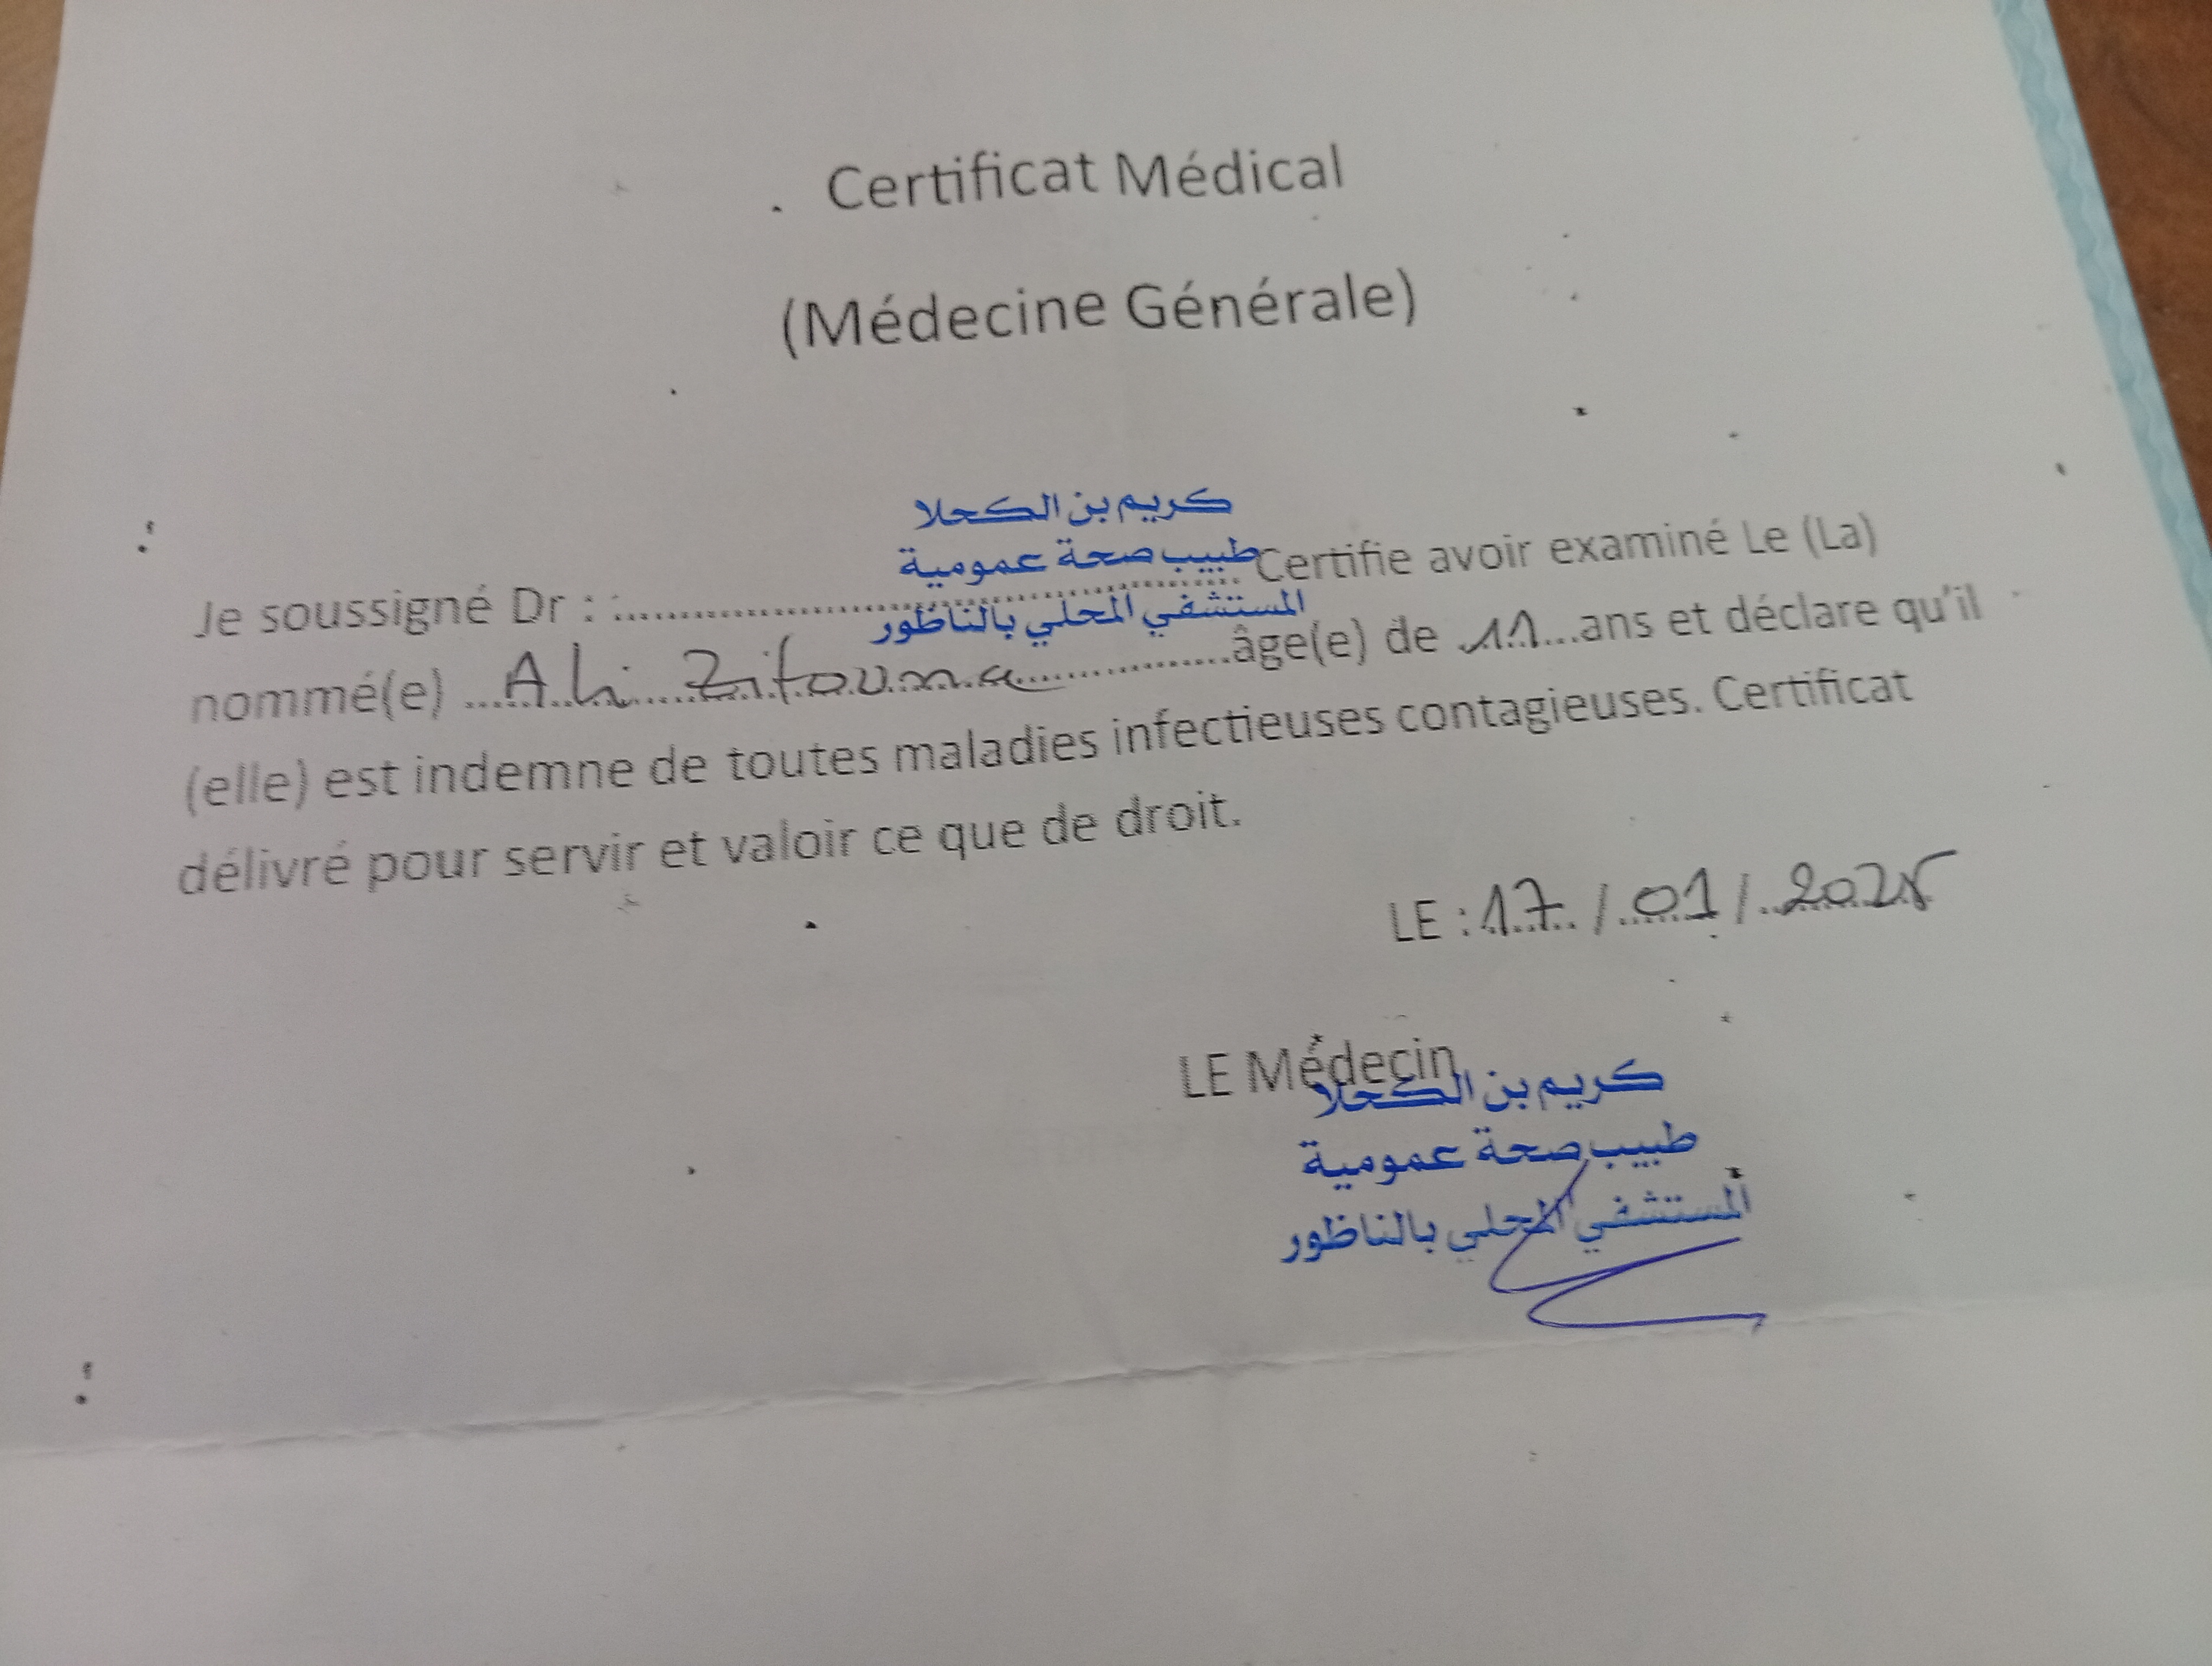 Certificat Médical
(Médecine Générale)
كريم بن الكحلا
طبيب صحة عمومية
المستشفى المحلي بالناظور
Je soussigné Dr : ........................................ Certifie avoir examiné Le (La)
nommé(e) ....Ali Zitouna..............âge(e) de .11...ans et déclare qu'il
(elle) est indemne de toutes maladies infectieuses contagieuses. Certificat
délivré pour servir et valoir ce que de droit.
LE : 17 / 01 / 2025
LE Médecin
كريم بن الكحلا
طبيب صحة عمومية
المستشفى المحلي بالناظور